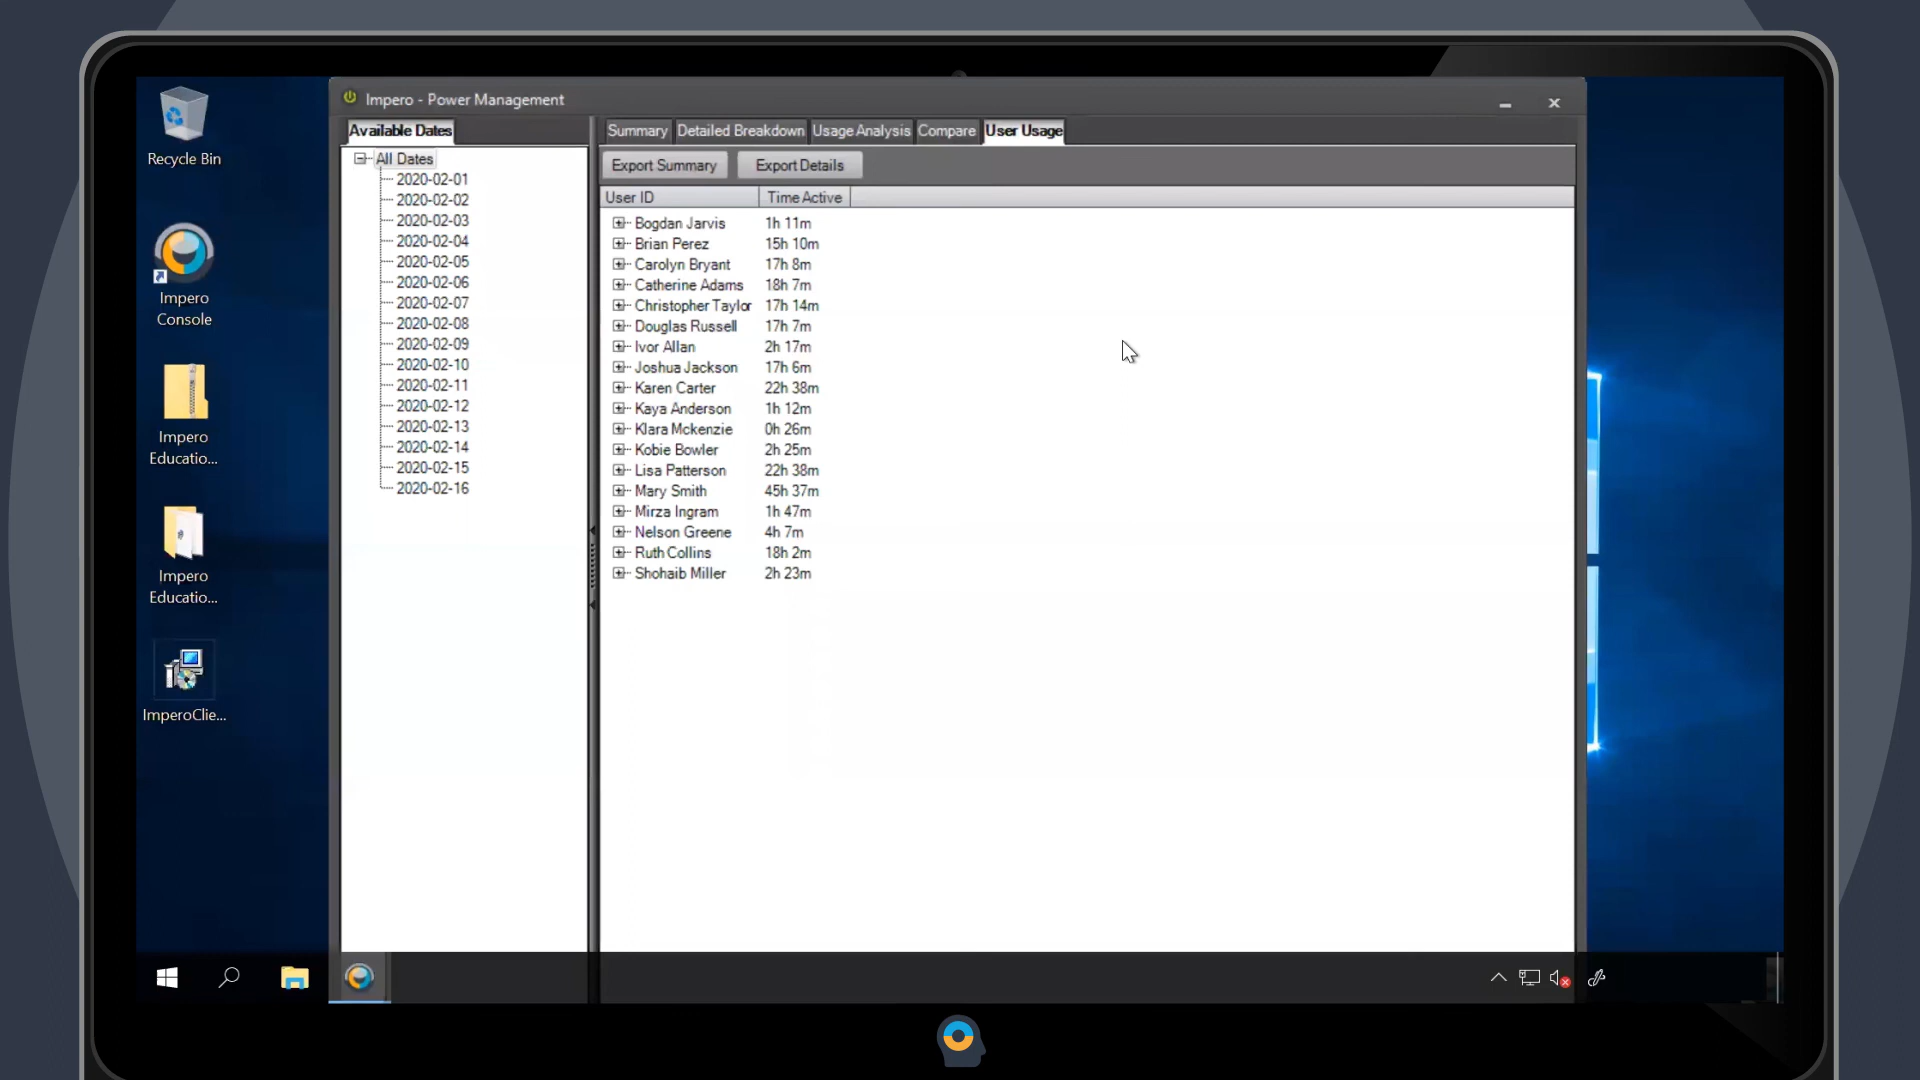 Recycle Bin
Impero
Console
Impero
Educatio...
Impero
Educatio...
ImperoClie...
Impero - Power Management
Available Dates
All Dates
2020-02-01
2020-02-02
2020-02-03
2020-02-04
2020-02-05
2020-02-06
2020-02-07
2020-02-08
2020-02-09
2020-02-10
2020-02-11
2020-02-12
2020-02-13
2020-02-14
2020-02-15
2020-02-16
Summary Detailed Breakdown Usage Analysis Compare User Usage
Export Summary Export Details
User ID Time Active
Bogdan Jarvis 1h 11m
Brian Perez 15h 10m
Carolyn Bryant 17h 8m
Catherine Adams 18h 7m
Christopher Taylor 17h 14m
Douglas Russell 17h 7m
Ivor Allan 2h 17m
Joshua Jackson 17h 6m
Karen Carter 22h 38m
Kaya Anderson 1h 12m
Klara Mckenzie 0h 26m
Kobie Bowler 2h 25m
Lisa Patterson 22h 38m
Mary Smith 45h 37m
Mirza Ingram 1h 47m
Nelson Greene 4h 7m
Ruth Collins 18h 2m
Shohaib Miller 2h 23m